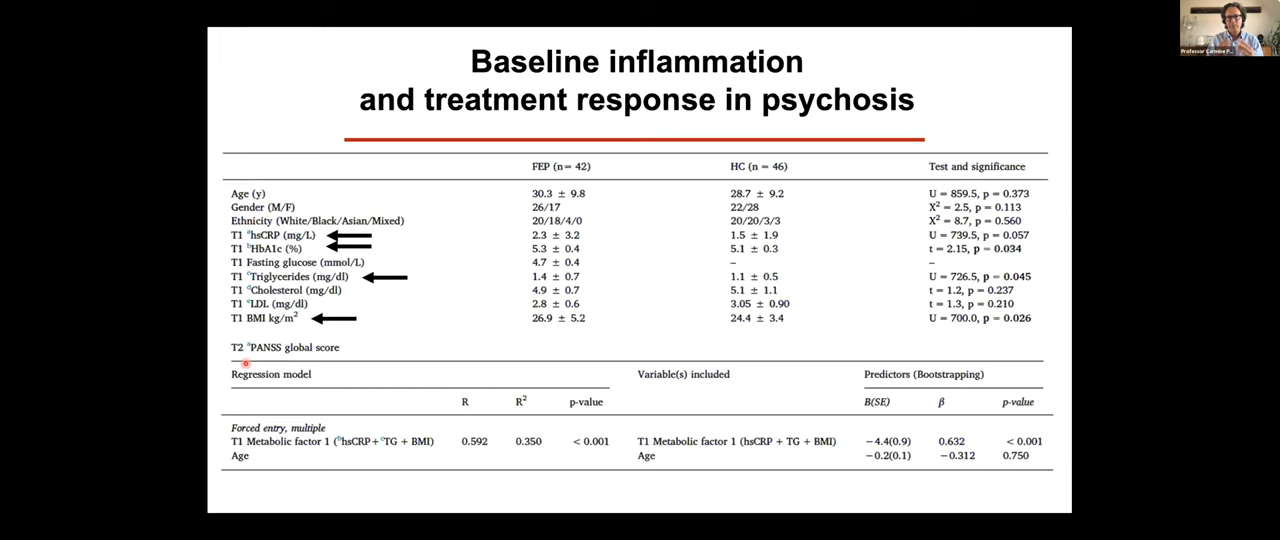 Professor Carmine P...
Baseline inflammation
and treatment response in psychosis
FEP (n= 42) HC (n = 46) Test and significance
Age (y) 30.3 ± 9.8 28.7 ± 9.2 U = 859.5, p = 0.373
Gender (M/F) 26/17 22/28 X² = 2.5, p = 0.113
Ethnicity (White/Black/Asian/Mixed) 20/18/4/0 20/20/3/3 X² = 8.7, p = 0.560
T1 ᵃhsCRP (mg/L) 2.3 ± 3.2 1.5 ± 1.9 U = 739.5, p = 0.057
T1 ᵇHbA1c (%) 5.3 ± 0.4 5.1 ± 0.3 t = 2.15, p = 0.034
T1 Fasting glucose (mmol/L) 4.7 ± 0.4 – –
T1 ᶜTriglycerides (mg/dl) 1.4 ± 0.7 1.1 ± 0.5 U = 726.5, p = 0.045
T1 ᵈCholesterol (mg/dl) 4.9 ± 0.7 5.1 ± 1.1 t = 1.2, p = 0.237
T1 ᵉLDL (mg/dl) 2.8 ± 0.6 3.05 ± 0.90 t = 1.3, p = 0.210
T1 BMI kg/m² 26.9 ± 5.2 24.4 ± 3.4 U = 700.0, p = 0.026
T2 ᵃPANSS global score
Regression model Variable(s) included Predictors (Bootstrapping)
R R² p-value B(SE) β p-value
Forced entry, multiple
T1 Metabolic factor 1 (ᵇhsCRP+ᶜTG + BMI) 0.592 0.350 < 0.001 T1 Metabolic factor 1 (hsCRP + TG + BMI) −4.4(0.9) 0.632 < 0.001
Age Age −0.2(0.1) −0.312 0.750